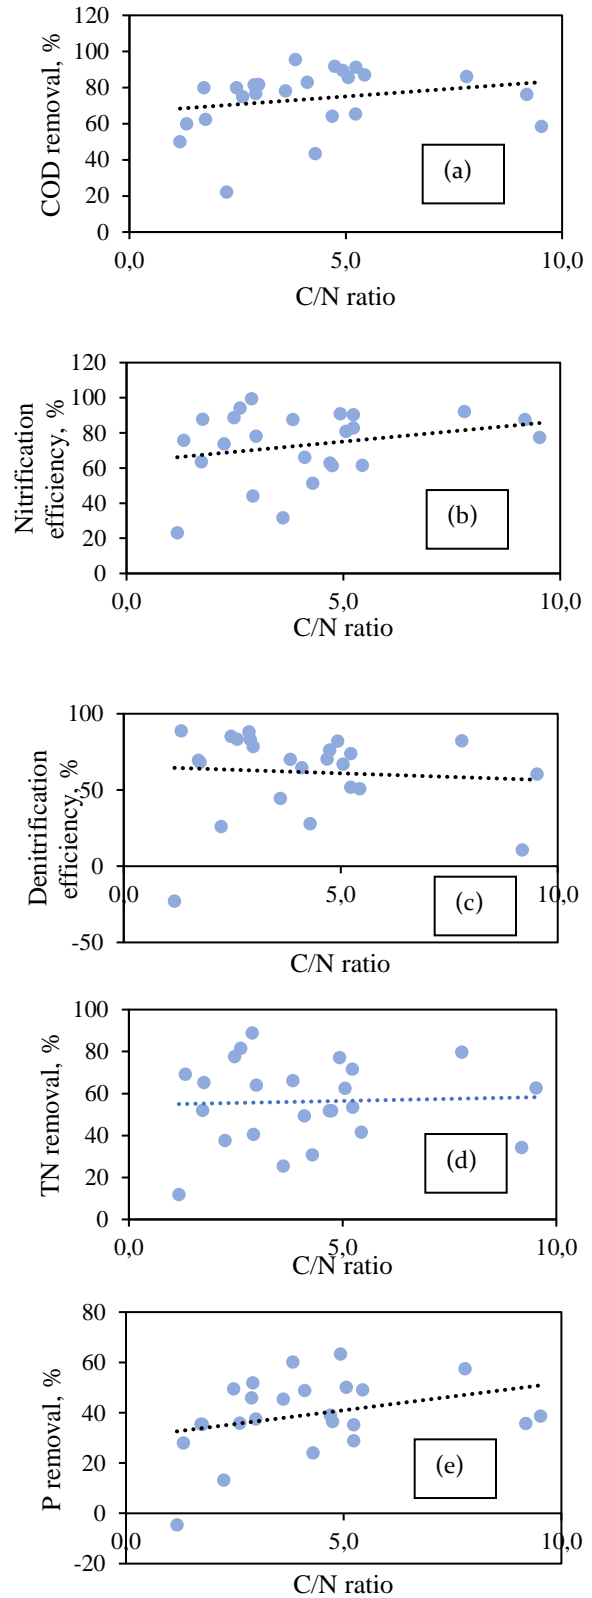 120
100
80
60
40
20
0
COD removal, %
(a)
0,0 5,0 10,0
C/N ratio
120
100
80
60
40
20
0
Nitrification
efficiency, %
(b)
0,0 5,0 10,0
C/N ratio
100
50
0
-50
Denitrification
efficiency, %
0,0 5,0 10,0
(c)
C/N ratio
100
80
60
40
20
0
TN removal, %
(d)
0,0 5,0 10,0
C/N ratio
80
60
40
20
0
-20
P removal, %
(e)
0,0 5,0 10,0
C/N ratio